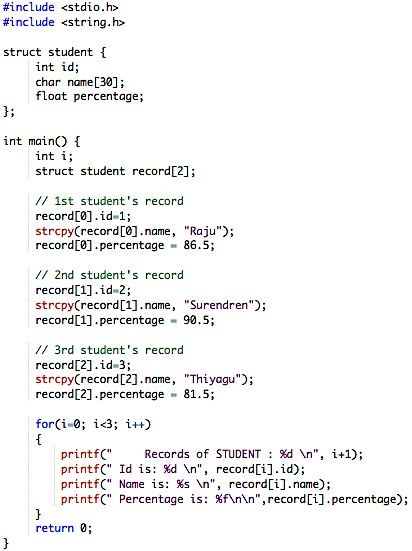 #include <stdio.h>
#include <string.h>

struct student {
     int id;
     char name[30];
     float percentage;
};

int main() {
     int i;
     struct student record[2];

     // 1st student's record
     record[0].id=1;
     strcpy(record[0].name, "Raju");
     record[0].percentage = 86.5;

     // 2nd student's record
     record[1].id=2;
     strcpy(record[1].name, "Surendren");
     record[1].percentage = 90.5;

     // 3rd student's record
     record[2].id=3;
     strcpy(record[2].name, "Thiyagu");
     record[2].percentage = 81.5;

     for(i=0; i<3; i++)
     {
         printf("     Records of STUDENT : %d \n", i+1);
         printf(" Id is: %d \n", record[i].id);
         printf(" Name is: %s \n", record[i].name);
         printf(" Percentage is: %f\n\n",record[i].percentage);
     }
     return 0;
}